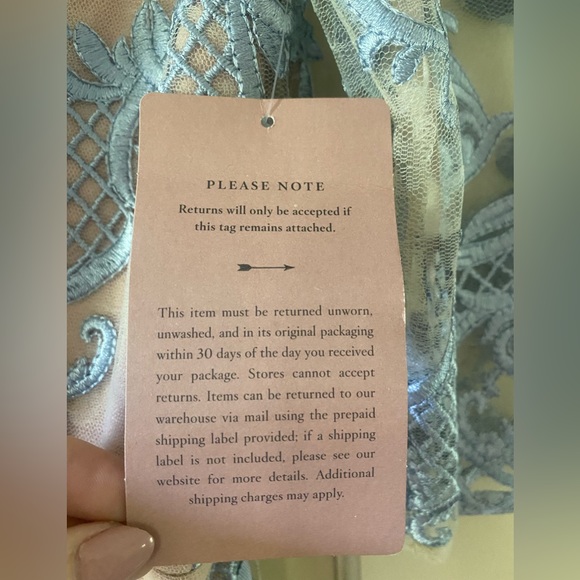 PLEASE NOTE
Returns will only be accepted if
this tag remains attached.
This item must be returned unworn,
unwashed, and in its original packaging
within 30 days of the day you received
your package. Stores cannot accept
returns. Items can be returned to our
warehouse via mail using the prepaid
shipping label provided; if a shipping
label is not included, please see our
website for more details. Additional
shipping charges may apply.